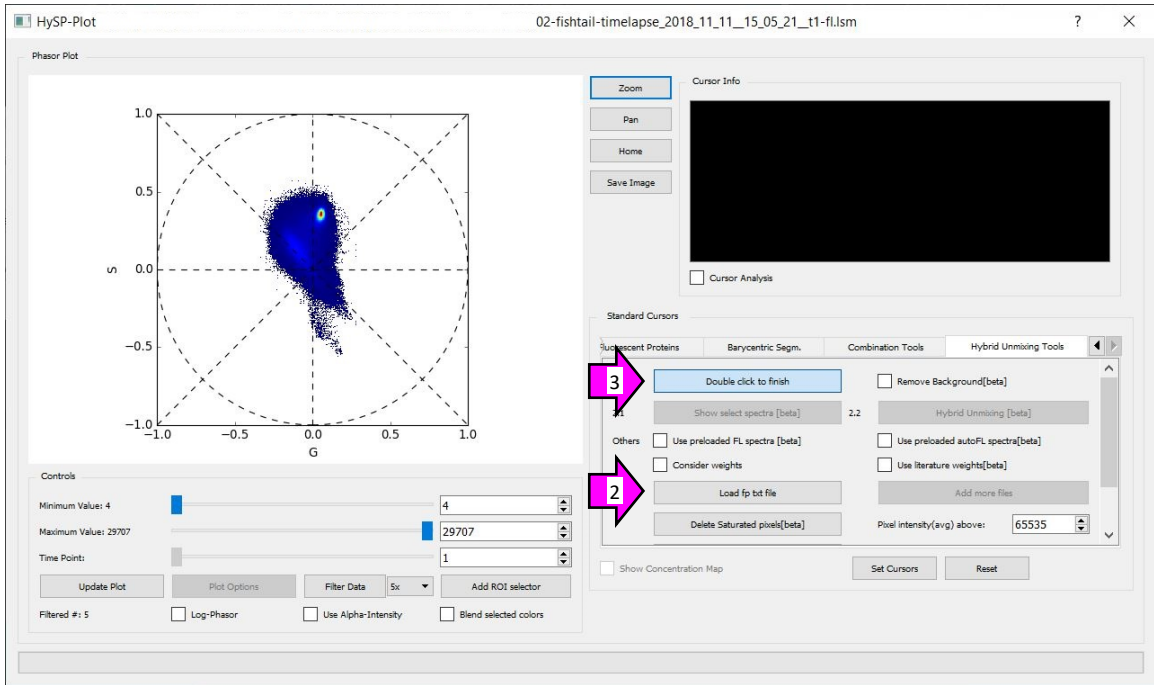 HySP-Plot 02-fishtail-timelapse_2018_11_11__15_05_21__t1-fl.lsm ? ×
Phasor Plot
Zoom
Pan
Home
Save Image
Cursor Info
Cursor Analysis
1.0
0.5
0.0
−0.5
−1.0
S
−1.0 −0.5 0.0 0.5 1.0
G
Standard Cursors
Fluorescent Proteins Barycentric Segm. Combination Tools Hybrid Unmixing Tools
3 Double click to finish Remove Background[beta]
Show select spectra [beta] 2.2 Hybrid Unmixing [beta]
Others Use preloaded FL spectra [beta] Use preloaded autoFL spectra[beta]
Consider weights Use literature weights[beta]
2 Load fp txt file Add more files
Delete Saturated pixels[beta] Pixel intensity(avg) above: 65535
Show Concentration Map Set Cursors Reset
Controls
Minimum Value: 4 4
Maximum Value: 29707 29707
Time Point: 1
Update Plot Plot Options Filter Data 5x Add ROI selector
Filtered #: 5 Log-Phasor Use Alpha-Intensity Blend selected colors